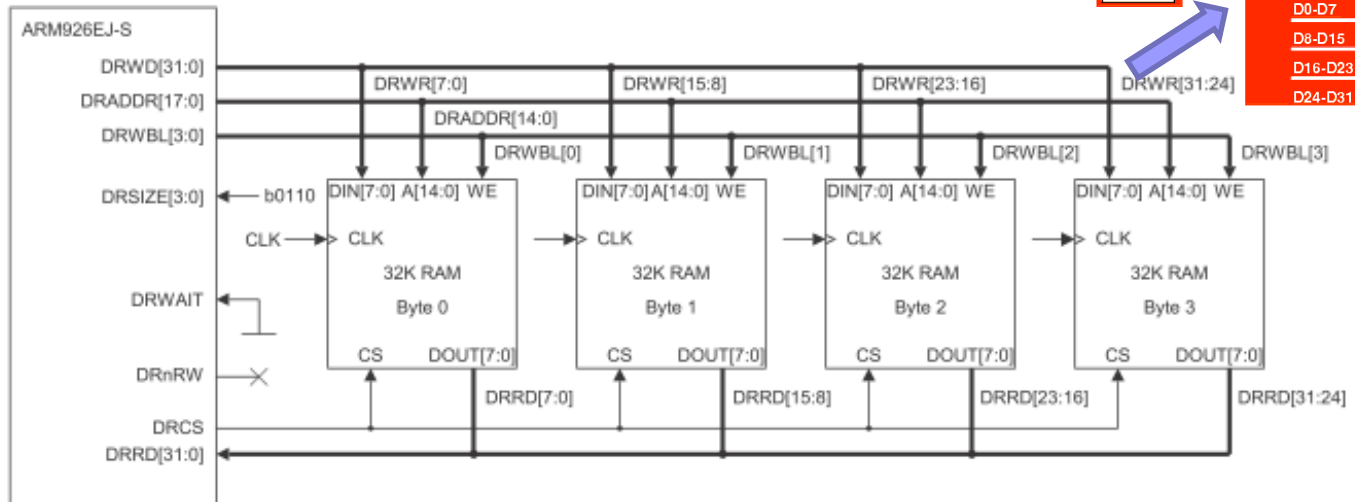 D0-D7
D8-D15
D16-D23
D24-D31
ARM926EJ-S
DRWD[31:0]
DRWR[7:0] DRWR[15:8] DRWR[23:16] DRWR[31:24]
DRADDR[17:0]
DRADDR[14:0]
DRWBL[3:0]
DRWBL[0] DRWBL[1] DRWBL[2] DRWBL[3]
DRSIZE[3:0] b0110 DIN[7:0] A[14:0] WE DIN[7:0] A[14:0] WE DIN[7:0] A[14:0] WE DIN[7:0] A[14:0] WE
CLK CLK CLK CLK CLK
32K RAM 32K RAM 32K RAM 32K RAM
DRWAIT Byte 0 Byte 1 Byte 2 Byte 3
CS DOUT[7:0] CS DOUT[7:0] CS DOUT[7:0] CS DOUT[7:0]
DRnRW
DRRD[7:0] DRRD[15:8] DRRD[23:16] DRRD[31:24]
DRCS
DRRD[31:0]